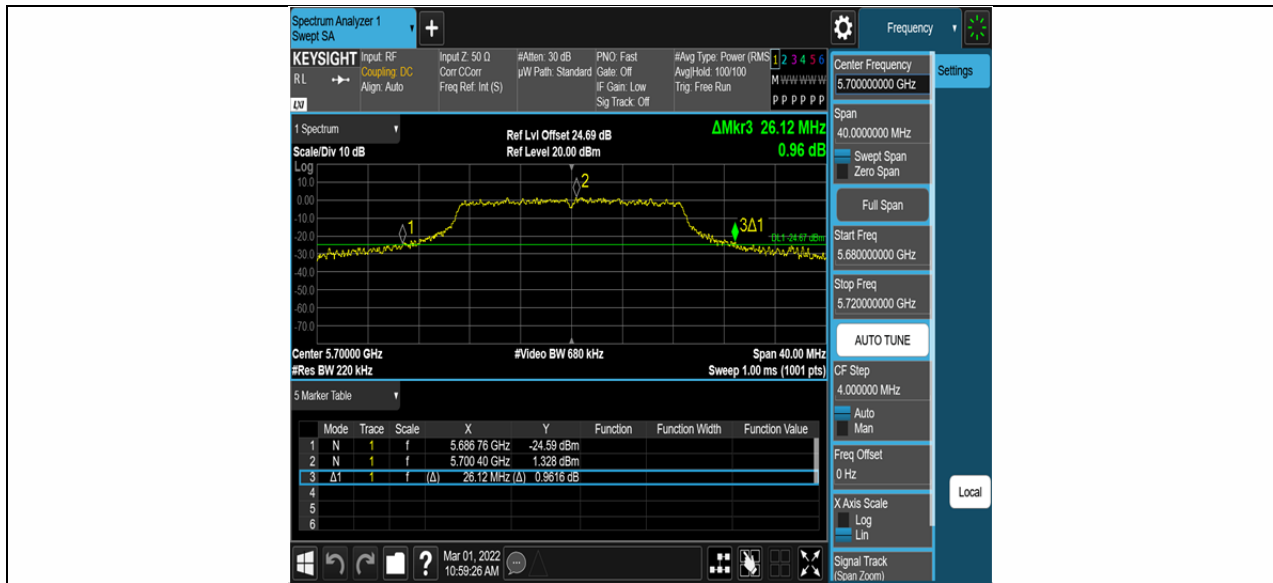 Spectrum Analyzer 1
Swept SA
+
Frequency
KEYSIGHT
RL
LXI
Input: RF
Coupling: DC
Align: Auto
Input Z: 50 Ω
Corr CCorr
Freq Ref: Int (S)
#Atten: 30 dB
µW Path: Standard
PNO: Fast
Gate: Off
IF Gain: Low
Sig Track: Off
#Avg Type: Power (RMS
Avg|Hold: 100/100
Trig: Free Run
1 2 3 4 5 6
M W W W W W
P P P P P P
Center Frequency
5.700000000 GHz
Settings
Span
40.0000000 MHz
Swept Span
Zero Span
Full Span
Start Freq
5.680000000 GHz
Stop Freq
5.720000000 GHz
AUTO TUNE
CF Step
4.000000 MHz
Auto
Man
Freq Offset
0 Hz
X Axis Scale
Log
Lin
Signal Track
(Span Zoom)
Local
1 Spectrum
Scale/Div 10 dB
Ref Lvl Offset 24.69 dB
Ref Level 20.00 dBm
ΔMkr3 26.12 MHz
0.96 dB
Log
10.0
0.00
-10.0
-20.0
-30.0
-40.0
-50.0
-60.0
-70.0
1
2
3Δ1
DL1 -24.67 dBm
Center 5.70000 GHz
#Res BW 220 kHz
#Video BW 680 kHz
Span 40.00 MHz
Sweep 1.00 ms (1001 pts)
5 Marker Table
Mode Trace Scale X Y Function Function Width Function Value
1 N 1 f 5.686 76 GHz -24.59 dBm
2 N 1 f 5.700 40 GHz 1.328 dBm
3 Δ1 1 f (Δ) 26.12 MHz (Δ) 0.9616 dB
4
5
6
?
Mar 01, 2022
10:59:26 AM